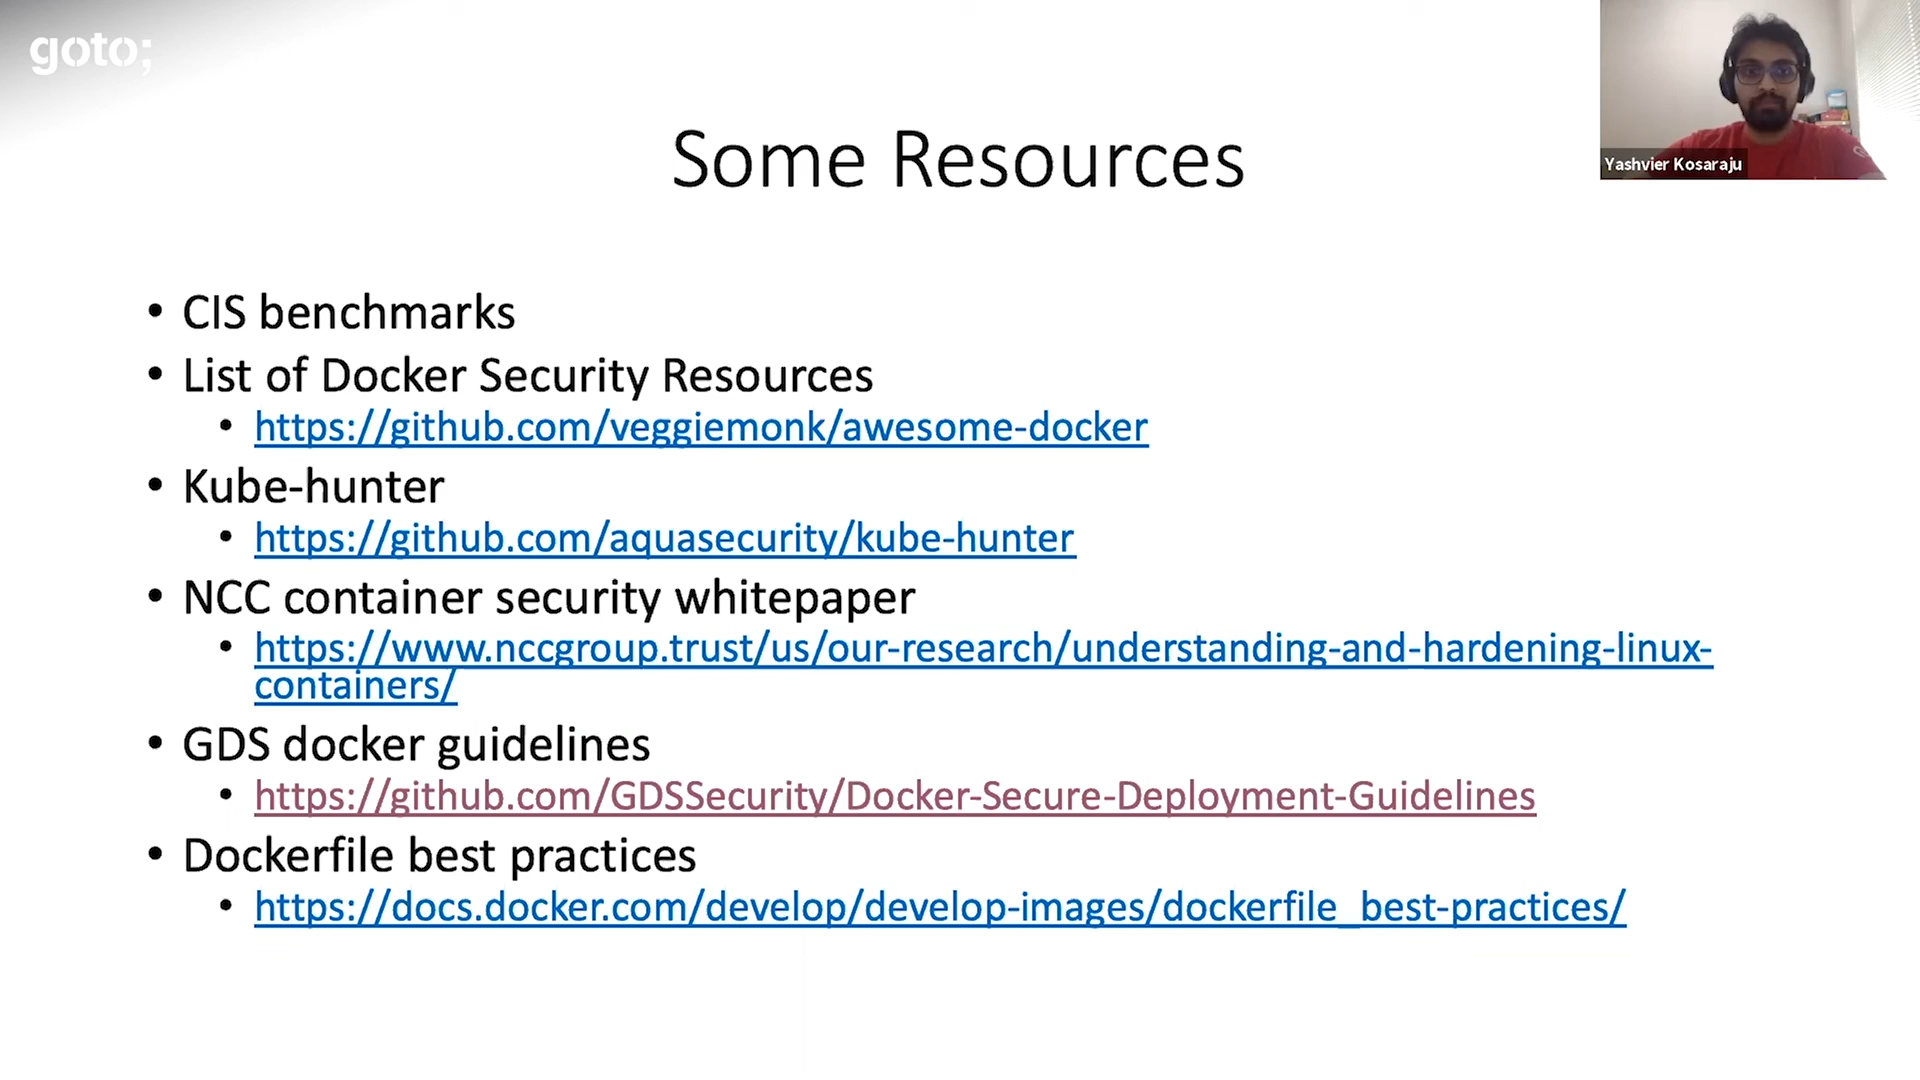 goto;
Yashvier Kosaraju
Some Resources
• CIS benchmarks
• List of Docker Security Resources
• https://github.com/veggiemonk/awesome-docker
• Kube-hunter
• https://github.com/aquasecurity/kube-hunter
• NCC container security whitepaper
• https://www.nccgroup.trust/us/our-research/understanding-and-hardening-linux-
containers/
• GDS docker guidelines
• https://github.com/GDSSecurity/Docker-Secure-Deployment-Guidelines
• Dockerfile best practices
• https://docs.docker.com/develop/develop-images/dockerfile_best-practices/